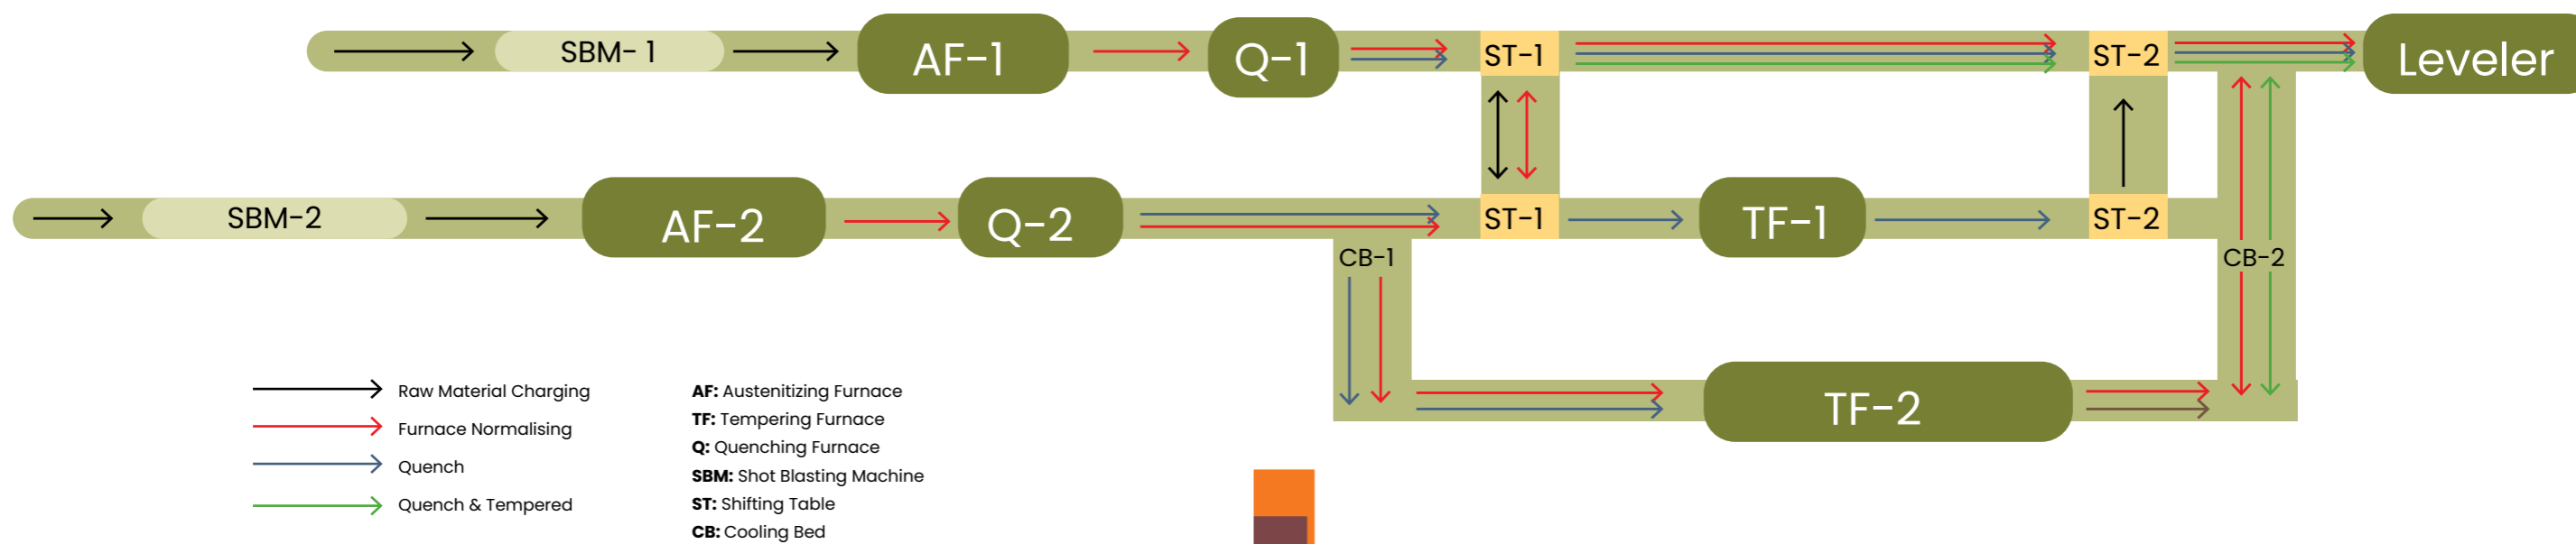 SBM- 1
AF-1
Q-1
ST-1
ST-2
Leveler
SBM-2
AF-2
Q-2
ST-1
TF-1
ST-2
CB-1
CB-2
TF-2
Raw Material Charging
Furnace Normalising
Quench
Quench & Tempered
AF: Austenitizing Furnace
TF: Tempering Furnace
Q: Quenching Furnace
SBM: Shot Blasting Machine
ST: Shifting Table
CB: Cooling Bed